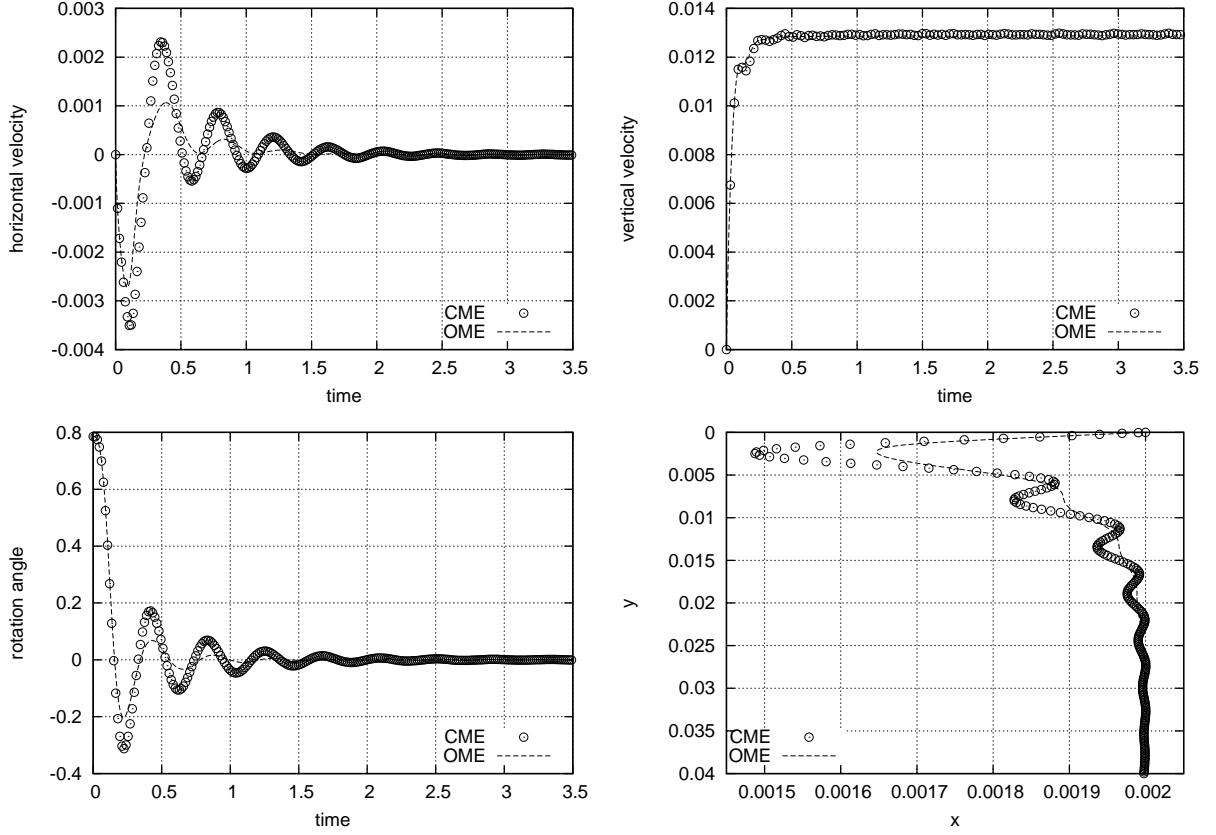 0.003
0.002
0.001
0
-0.001
-0.002
-0.003
-0.004
0 0.5 1 1.5 2 2.5 3 3.5
horizontal velocity
time
CME
OME
0.014
0.012
0.010
0.008
0.006
0.004
0.002
0
0 0.5 1 1.5 2 2.5 3 3.5
vertical velocity
time
CME
OME
0.8
0.6
0.4
0.2
0
-0.2
-0.4
0 0.5 1 1.5 2 2.5 3 3.5
rotation angle
time
CME
OME
0
0.005
0.01
0.015
0.02
0.025
0.03
0.035
0.04
0.0015 0.0016 0.0017 0.0018 0.0019 0.002
y
x
CME
OME